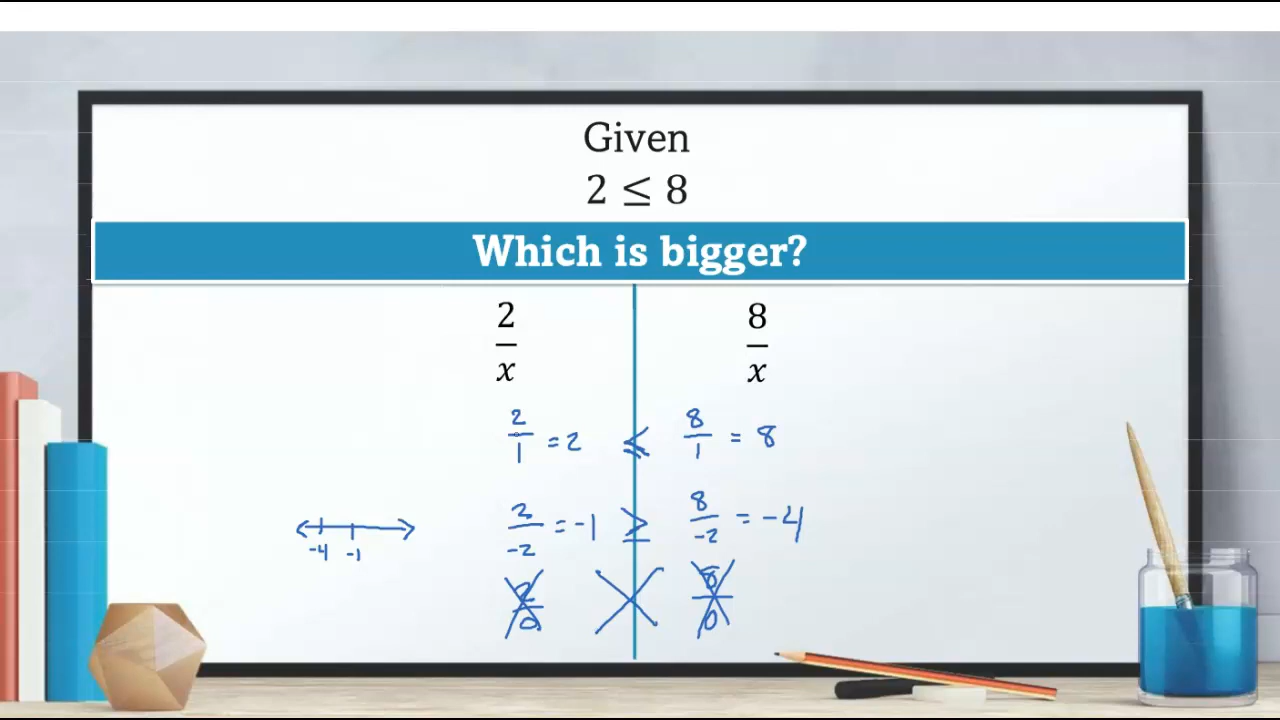 Given
2 ≤ 8
Which is bigger?
2/x 8/x
2/1 = 2 ≤ 8/1 = 8
2/-2 = -1 ≥ 8/-2 = -4
-4 -1
2/0 8/0